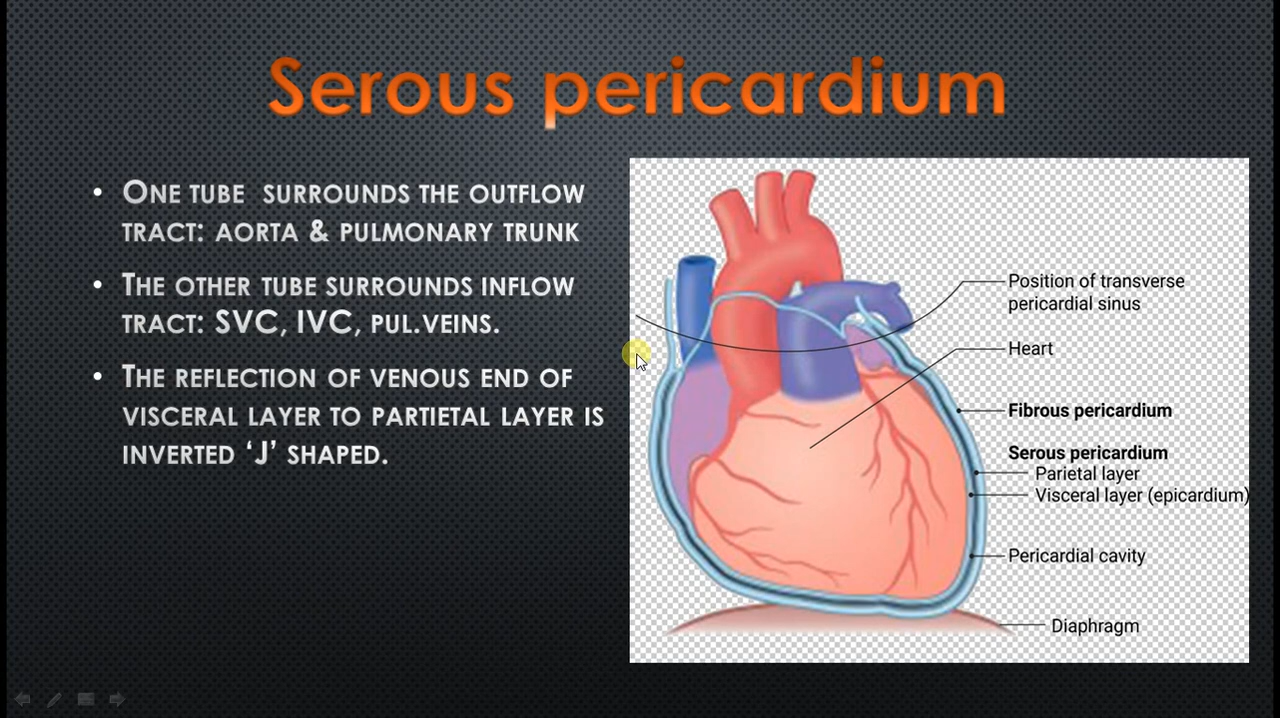 Serous pericardium
• One tube surrounds the outflow
tract: aorta & pulmonary trunk
• The other tube surrounds inflow
tract: SVC, IVC, pul.veins.
• The reflection of venous end of
visceral layer to partietal layer is
inverted ‘J’ shaped.
Position of transverse
pericardial sinus
Heart
Fibrous pericardium
Serous pericardium
Parietal layer
Visceral layer (epicardium)
Pericardial cavity
Diaphragm